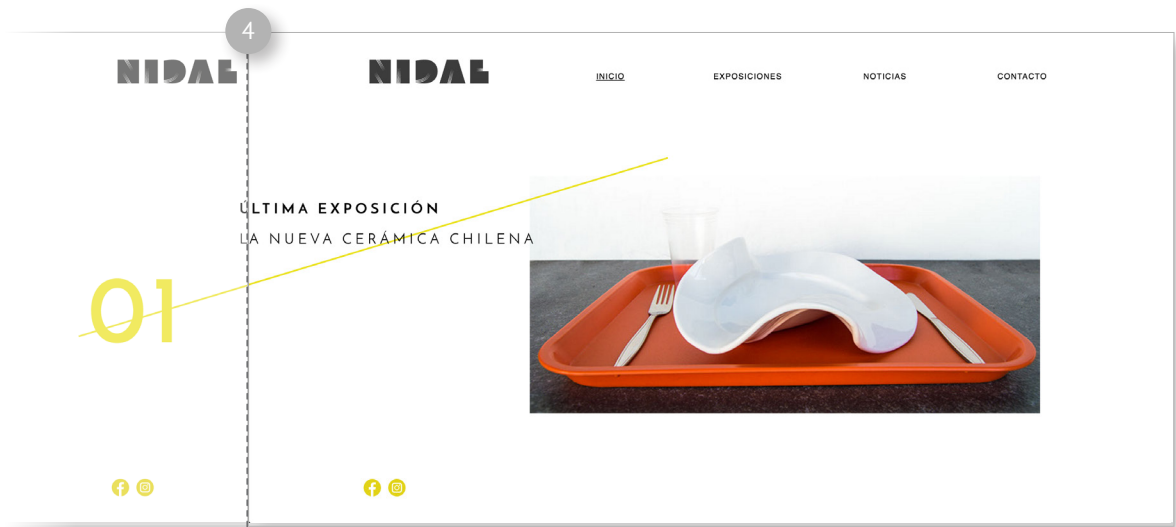 4
NIDAL
NIDAL
INICIO
EXPOSICIONES
NOTICIAS
CONTACTO
ÚLTIMA EXPOSICIÓN
LA NUEVA CERÁMICA CHILENA
01